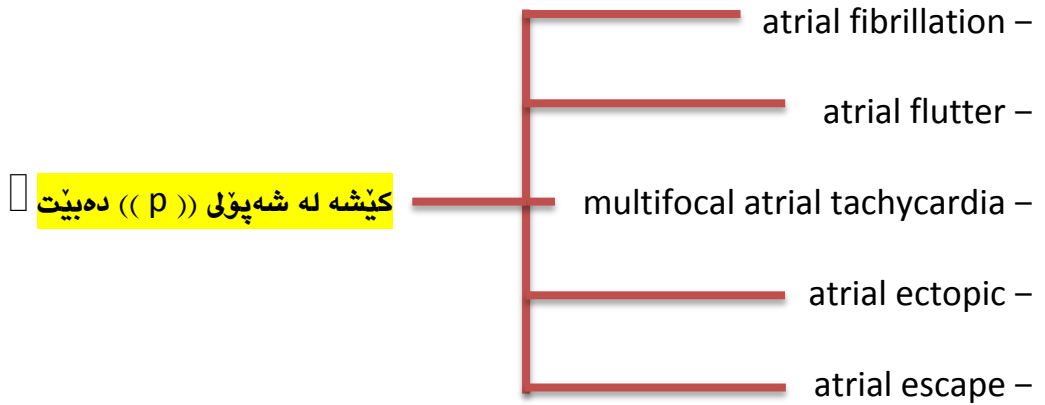 atrial fibrillation –
atrial flutter –
کێشە لە شەپۆلی (( p )) دەبێت
multifocal atrial tachycardia –
atrial ectopic –
atrial escape –